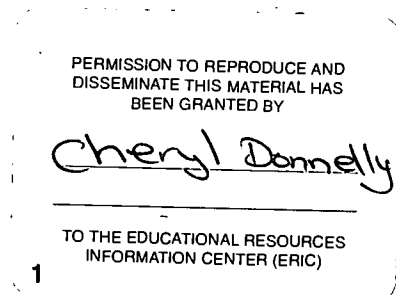 PERMISSION TO REPRODUCE AND
DISSEMINATE THIS MATERIAL HAS
BEEN GRANTED BY
Cheryl Donnelly
TO THE EDUCATIONAL RESOURCES
INFORMATION CENTER (ERIC)
1